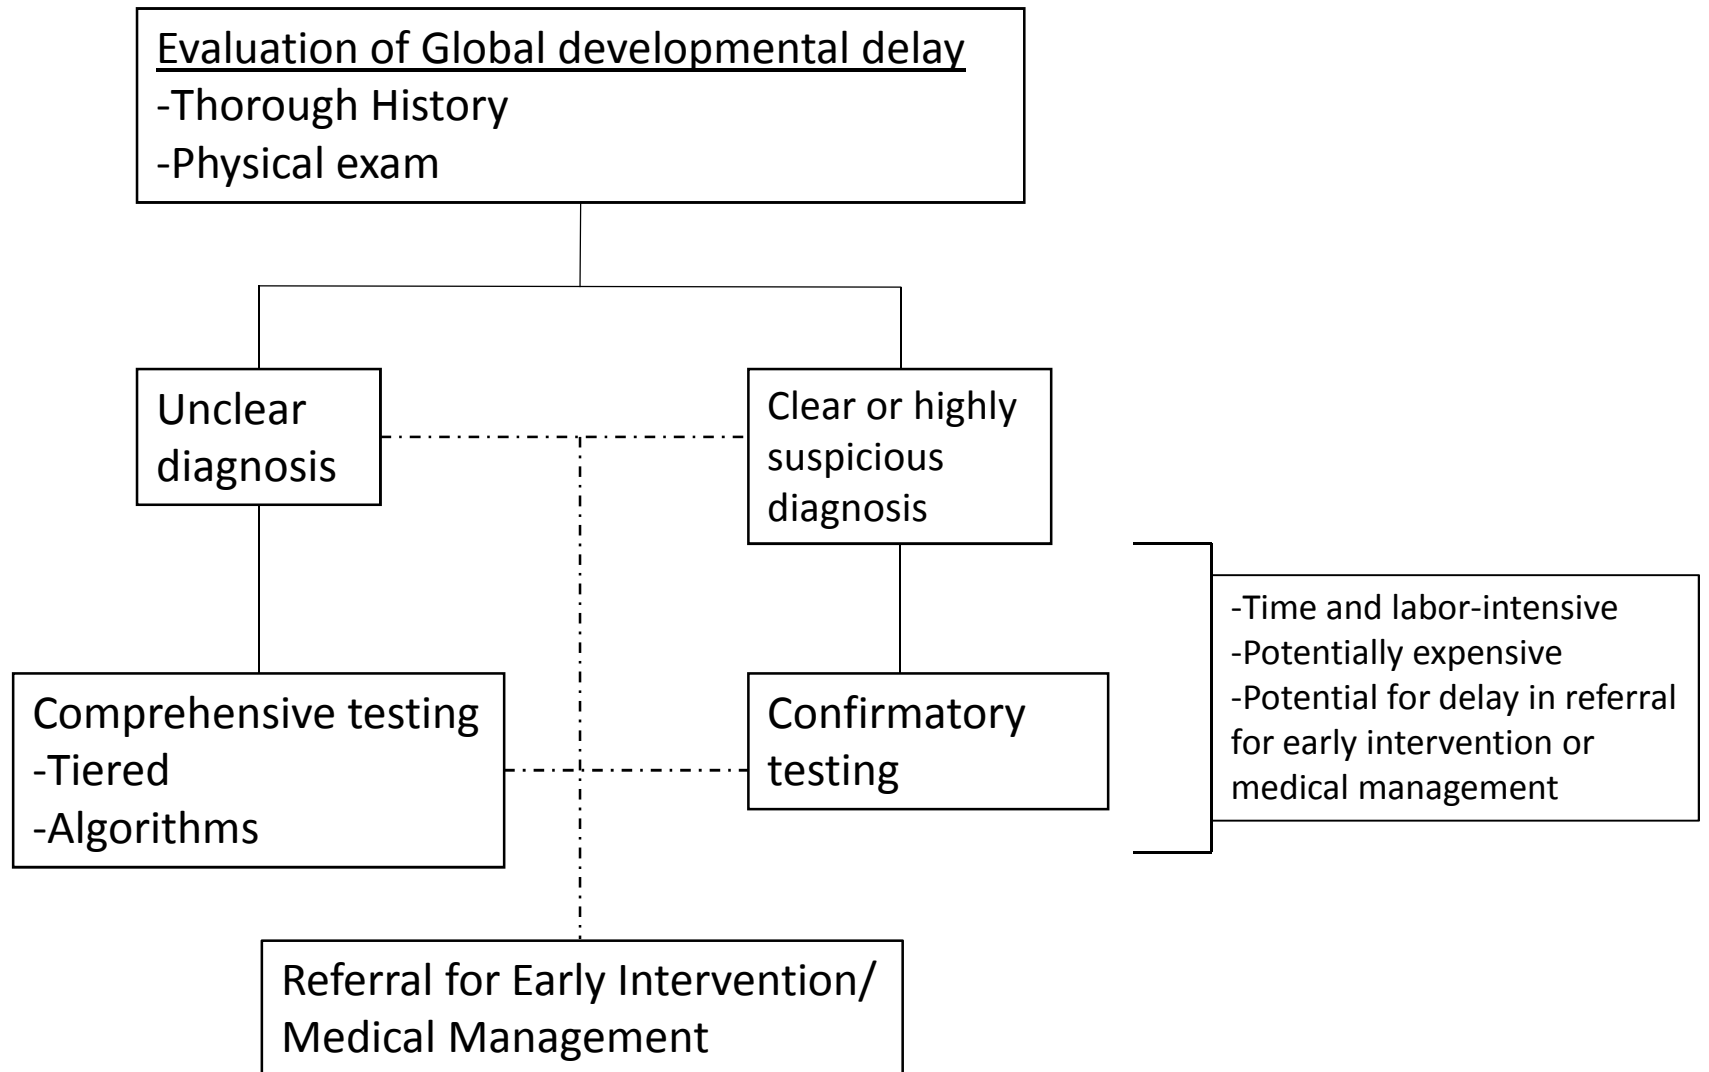 Evaluation of Global developmental delay
-Thorough History
-Physical exam
Unclear
diagnosis
Clear or highly
suspicious
diagnosis
-Time and labor-intensive
-Potentially expensive
-Potential for delay in referral
for early intervention or
medical management
Comprehensive testing
-Tiered
-Algorithms
Confirmatory
testing
Referral for Early Intervention/
Medical Management